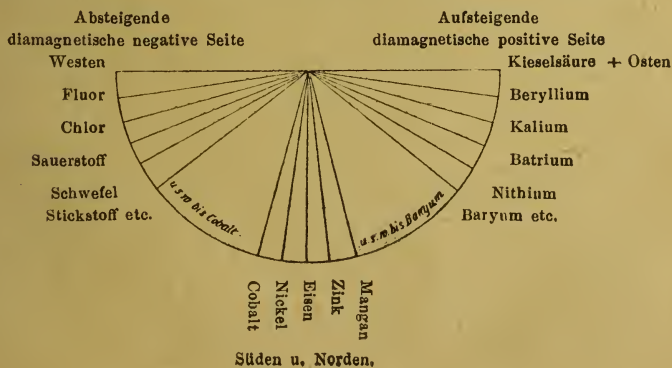 Absteigende
diamagnetische negative Seite
Westen
Fluor
Chlor
Sauerstoff
Schwefel
Stickstoff etc.
u. s. w. bis Cobalt.
Aufsteigende
diamagnetische positive Seite
Kieselsäure + Osten
Beryllium
Kalium
Batrium
Nithium
Baryum etc.
u. s. w. bis Baryum
Cobalt
Nickel
Eisen
Zink
Mangan
Süden u. Norden.